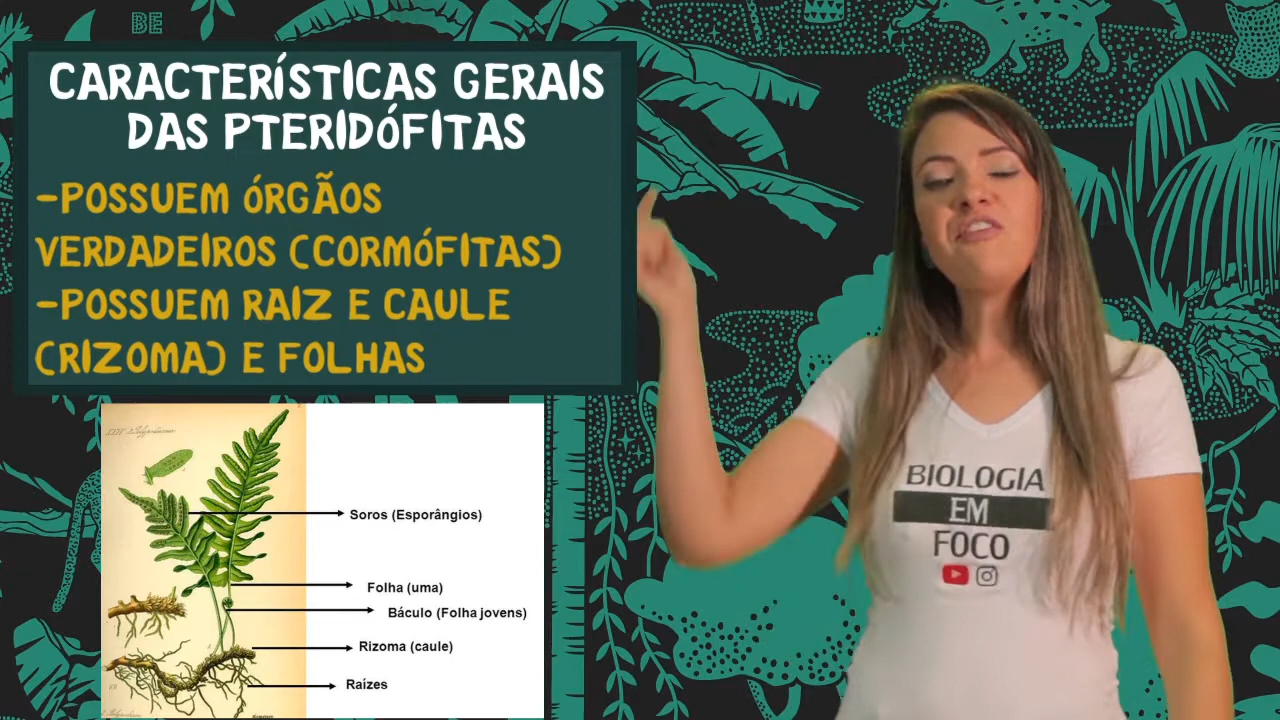 BE
CARACTERÍSTICAS GERAIS
DAS PTERIDÓFITAS
-POSSUEM ÓRGÃOS
VERDADEIROS (CORMÓFITAS)
-POSSUEM RAIZ E CAULE
(RIZOMA) E FOLHAS
Soros (Esporângios)
Folha (uma)
Báculo (Folha jovens)
Rizoma (caule)
Raízes
BIOLOGIA
EM
FOCO